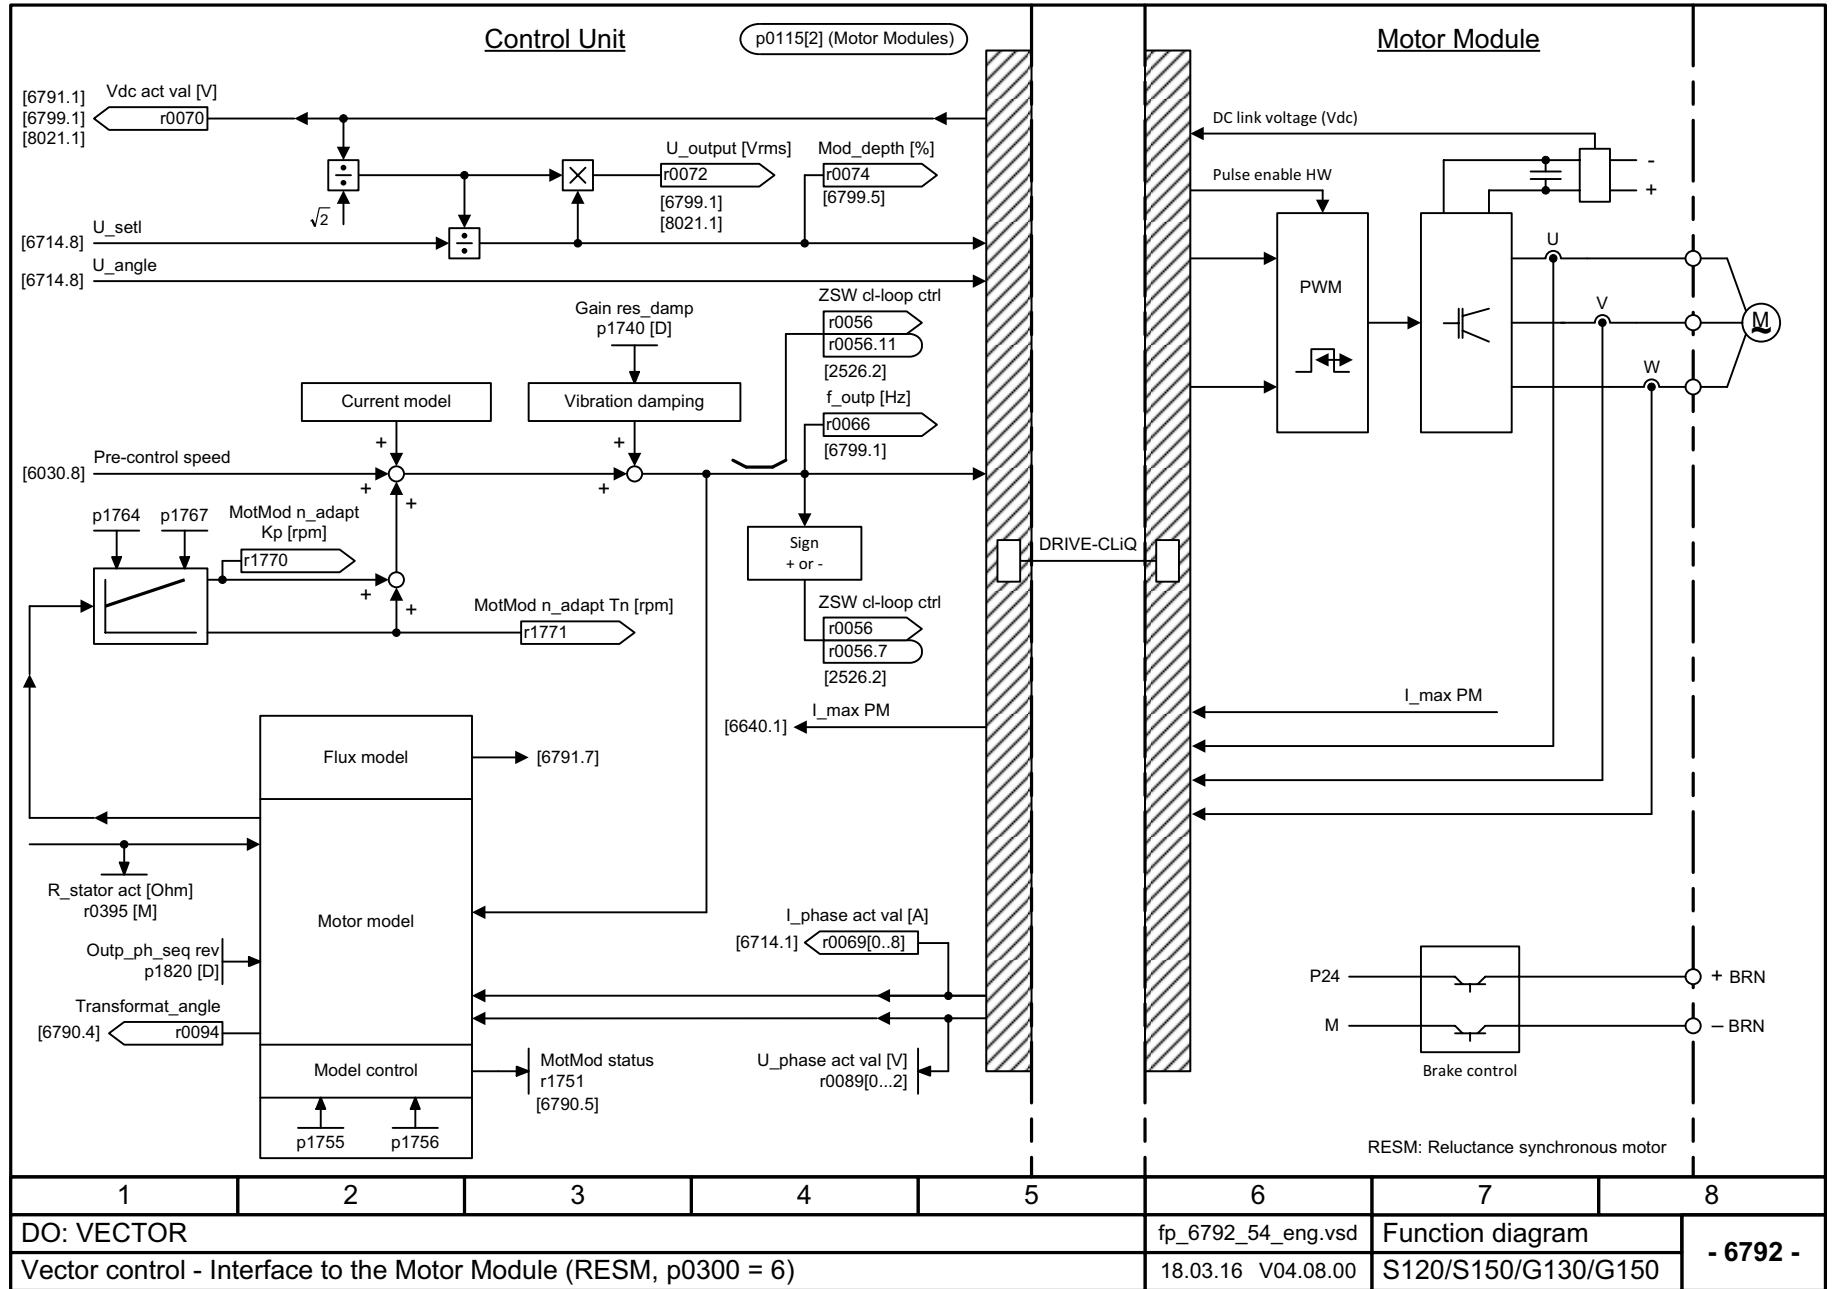 Control Unit
p0115[2] (Motor Modules)
Motor Module
[6791.1]
[6799.1]
[8021.1]
Vdc act val [V]
r0070
÷
√2
×
U_output [Vrms]
r0072
[6799.1]
[8021.1]
Mod_depth [%]
r0074
[6799.5]
[6714.8]
U_setl
÷
[6714.8]
U_angle
DC link voltage (Vdc)
Pulse enable HW
-
+
PWM
U
V
W
M
~
Gain res_damp
p1740 [D]
ZSW cl-loop ctrl
r0056
r0056.11
[2526.2]
Current model
Vibration damping
f_outp [Hz]
r0066
[6799.1]
+
+
[6030.8]
Pre-control speed
+
+
+
p1764
p1767
MotMod n_adapt
Kp [rpm]
r1770
+
+
MotMod n_adapt Tn [rpm]
r1771
Sign
+ or -
ZSW cl-loop ctrl
r0056
r0056.7
[2526.2]
DRIVE-CLiQ
[6640.1]
I_max PM
I_max PM
Flux model
[6791.7]
R_stator act [Ohm]
r0395 [M]
Motor model
Outp_ph_seq rev
p1820 [D]
Transformat_angle
[6790.4]
r0094
I_phase act val [A]
[6714.1]
r0069[0..8]
U_phase act val [V]
r0089[0...2]
Model control
MotMod status
r1751
[6790.5]
p1755
p1756
P24
M
+ BRN
– BRN
Brake control
RESM: Reluctance synchronous motor
1 2 3 4 5 6 7 8
DO: VECTOR
fp_6792_54_eng.vsd
Function diagram
- 6792 -
Vector control - Interface to the Motor Module (RESM, p0300 = 6)
18.03.16 V04.08.00
S120/S150/G130/G150